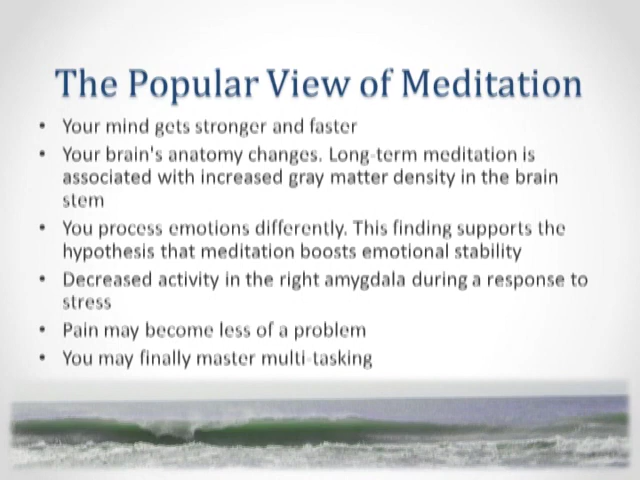 The Popular View of Meditation
• Your mind gets stronger and faster
• Your brain's anatomy changes. Long-term meditation is
associated with increased gray matter density in the brain
stem
• You process emotions differently. This finding supports the
hypothesis that meditation boosts emotional stability
• Decreased activity in the right amygdala during a response to
stress
• Pain may become less of a problem
• You may finally master multi-tasking